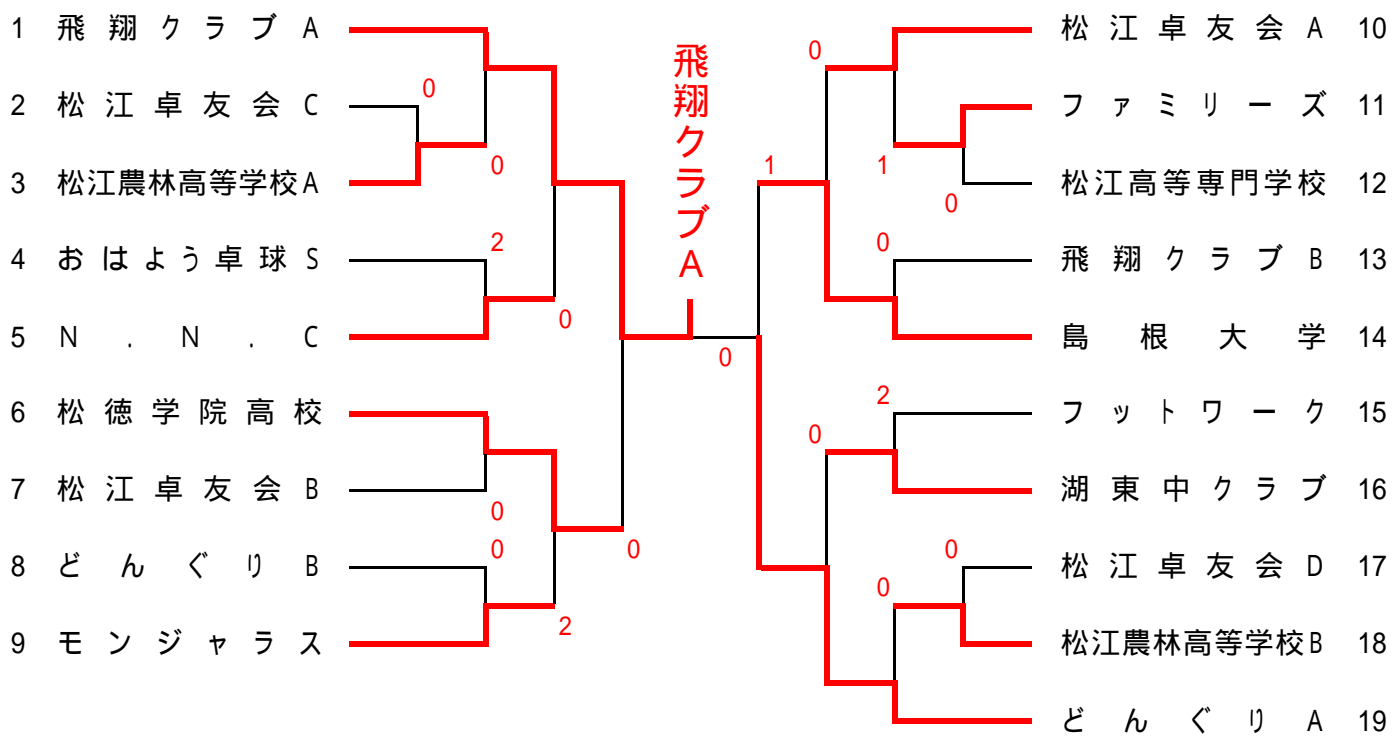 1 飛翔クラブA
2 松江卓友会C
3 松江農林高等学校A
4 おはよう卓球S
5 N.N.C
6 松徳学院高校
7 松江卓友会B
8 どんぐりB
9 モンジャラス
0
0
2
0
0
0
2
0
飛翔クラブA
0
1
0
1
0
0
2
0
0
0
松江卓友会A 10
ファミリーズ 11
松江高等専門学校 12
飛翔クラブB 13
島根大学 14
フットワーク 15
湖東中クラブ 16
松江卓友会D 17
松江農林高等学校B 18
どんぐりA 19